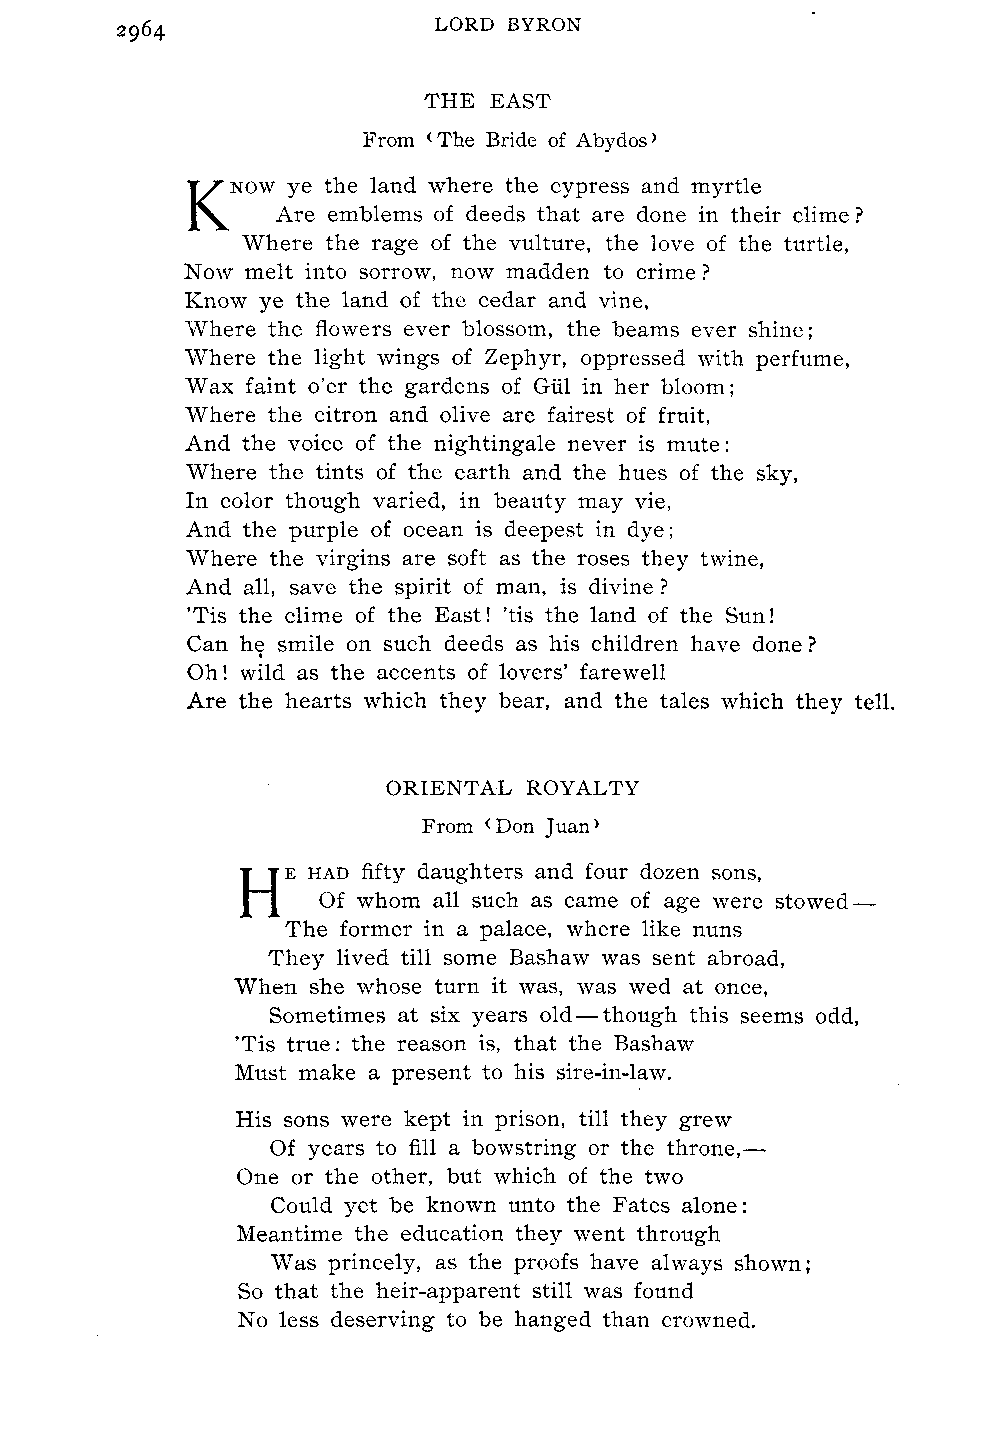 2964
LORD BYRON
THE EAST
From ‹The Bride of Abydos›
KNOW ye the land where the cypress and myrtle
Are emblems of deeds that are done in their clime?
Where the rage of the vulture, the love of the turtle,
Now melt into sorrow, now madden to crime?
Know ye the land of the cedar and vine,
Where the flowers ever blossom, the beams ever shine;
Where the light wings of Zephyr, oppressed with perfume,
Wax faint o'er the gardens of Gül in her bloom;
Where the citron and olive are fairest of fruit,
And the voice of the nightingale never is mute:
Where the tints of the earth and the hues of the sky,
In color though varied, in beauty may vie,
And the purple of ocean is deepest in dye;
Where the virgins are soft as the roses they twine,
And all, save the spirit of man, is divine?
'Tis the clime of the East! 'tis the land of the Sun!
Can he smile on such deeds as his children have done?
Oh! wild as the accents of lovers' farewell
Are the hearts which they bear, and the tales which they tell.
ORIENTAL ROYALTY
From ‹Don Juan›
HE HAD fifty daughters and four dozen sons,
Of whom all such as came of age were stowed—
The former in a palace, where like nuns
They lived till some Bashaw was sent abroad,
When she whose turn it was, was wed at once,
Sometimes at six years old—though this seems odd,
'Tis true: the reason is, that the Bashaw
Must make a present to his sire-in-law.
His sons were kept in prison, till they grew
Of years to fill a bowstring or the throne,—
One or the other, but which of the two
Could yet be known unto the Fates alone:
Meantime the education they went through
Was princely, as the proofs have always shown;
So that the heir-apparent still was found
No less deserving to be hanged than crowned.